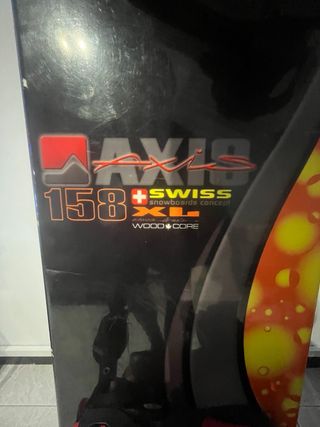 AXIS
Axis
158
SWISS
snowboards concept
XL
WOOD CORE